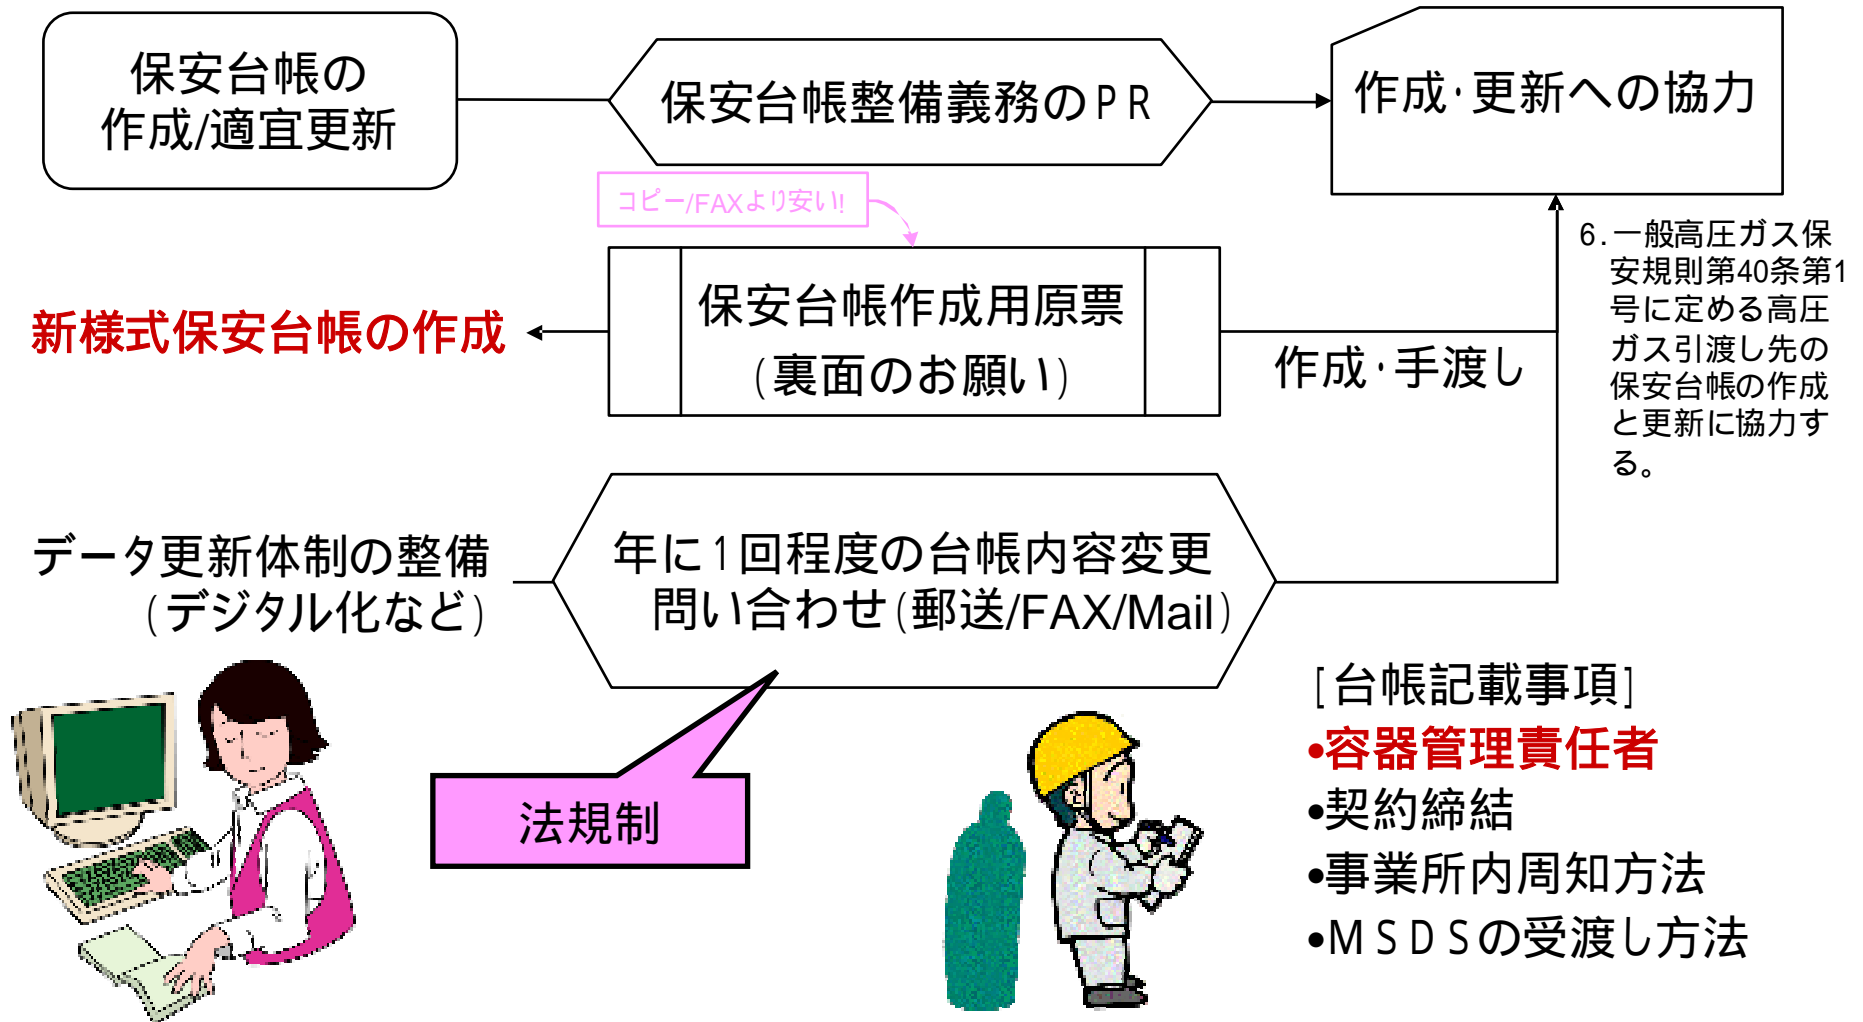 保安台帳の
作成/適宜更新
保安台帳整備義務のPR
作成・更新への協力
コピー/FAXより安い!
保安台帳作成用原票
(裏面のお願い)
新様式保安台帳の作成
作成・手渡し
6.一般高圧ガス保
安規則第40条第1
号に定める高圧
ガス引渡し先の
保安台帳の作成
と更新に協力す
る。
データ更新体制の整備
(デジタル化など)
年に1回程度の台帳内容変更
問い合わせ(郵送/FAX/Mail)
法規制
[台帳記載事項]
•容器管理責任者
•契約締結
•事業所内周知方法
•MSDSの受渡し方法